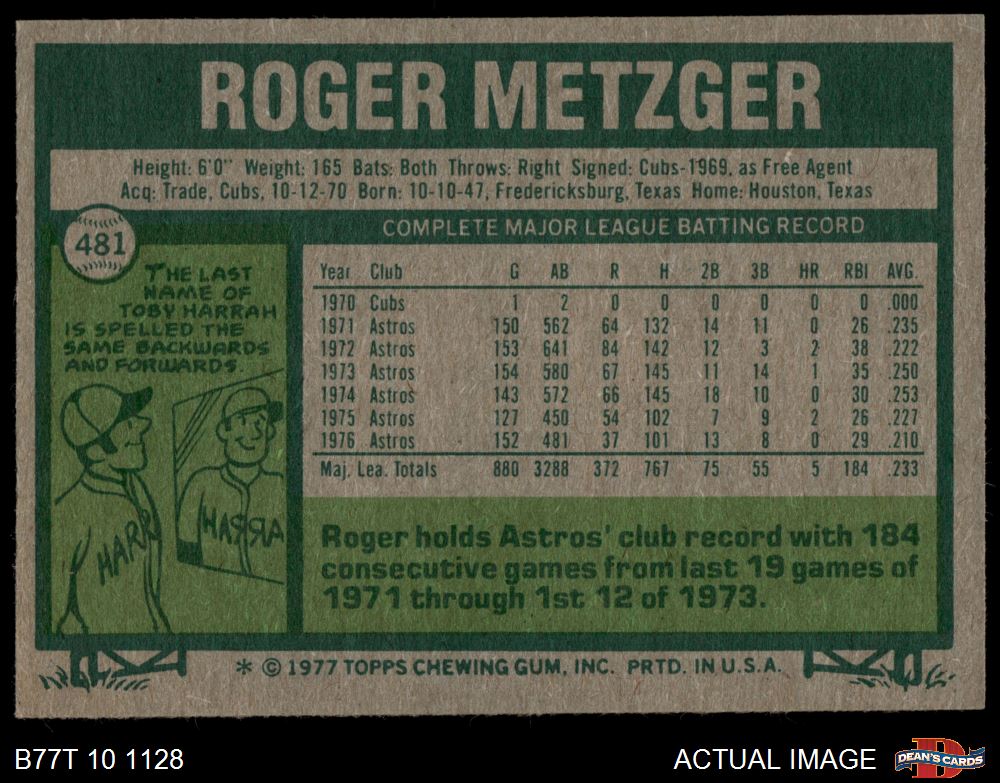 ROGER METZGER
Height: 6'0" Weight: 165 Bats: Both Throws: Right Signed: Cubs-1969, as Free Agent
Acq: Trade, Cubs, 10-12-70 Born: 10-10-47, Fredericksburg, Texas Home: Houston, Texas
481
THE LAST
NAME OF
TOBY HARRAH
IS SPELLED THE
SAME BACKWARDS
AND FORWARDS.
HARR
HARRA
COMPLETE MAJOR LEAGUE BATTING RECORD
Year Club G AB R H 2B 3B HR RBI AVG.
1970 Cubs 1 2 0 0 0 0 0 0 .000
1971 Astros 150 562 64 132 14 11 0 26 .235
1972 Astros 153 641 84 142 12 3 2 38 .222
1973 Astros 154 580 67 145 11 14 1 35 .250
1974 Astros 143 572 66 145 18 10 0 30 .253
1975 Astros 127 450 54 102 7 9 2 26 .227
1976 Astros 152 481 37 101 13 8 0 29 .210
Maj. Lea. Totals 880 3288 372 767 75 55 5 184 .233
Roger holds Astros' club record with 184
consecutive games from last 19 games of
1971 through 1st 12 of 1973.
* © 1977 TOPPS CHEWING GUM, INC. PRTD. IN U.S.A.
B77T 10 1128
ACTUAL IMAGE
DEAN'S CARDS